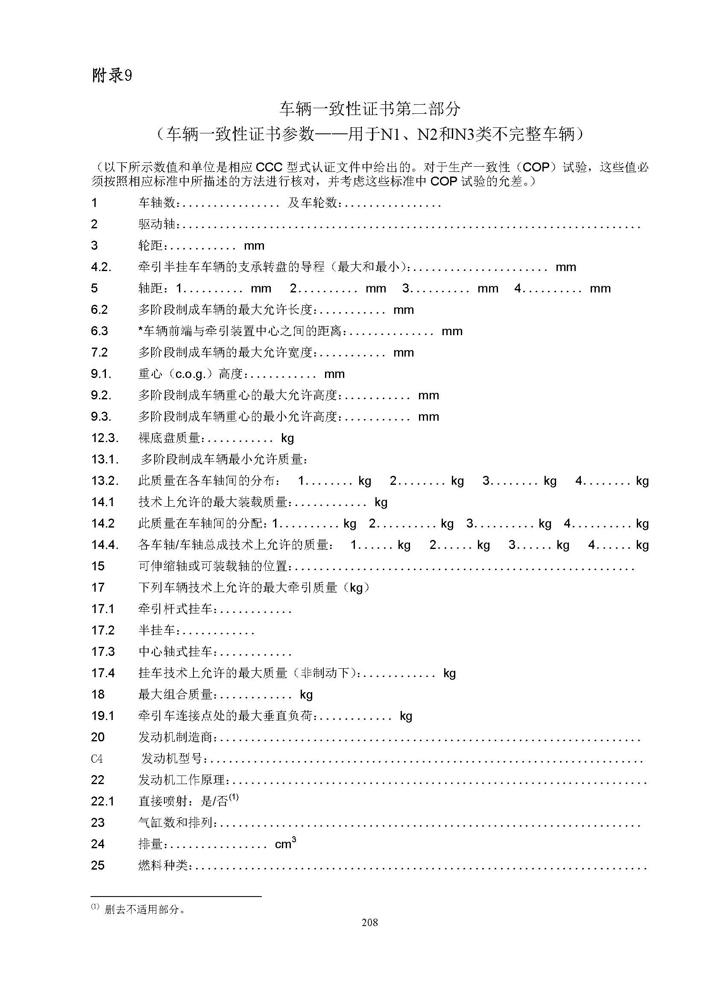 附录9
车辆一致性证书第二部分
（车辆一致性证书参数——用于N1、N2和N3类不完整车辆）
（以下所示数值和单位是相应 CCC 型式认证文件中给出的。对于生产一致性（COP）试验，这些值必
须按照相应标准中所描述的方法进行核对，并考虑这些标准中 COP 试验的允差。）
1 车轴数：................ 及车轮数：................
2 驱动轴：..........................................................................
3 轮距：........... mm
4.2. 牵引半挂车车辆的支承转盘的导程（最大和最小）：...................... mm
5 轴距：1.......... mm 2.......... mm 3.......... mm 4.......... mm
6.2 多阶段制成车辆的最大允许长度：........... mm
6.3 *车辆前端与牵引装置中心之间的距离：.............. mm
7.2 多阶段制成车辆的最大允许宽度：........... mm
9.1. 重心（c.o.g.）高度：........... mm
9.2. 多阶段制成车辆重心的最大允许高度：........... mm
9.3. 多阶段制成车辆重心的最小允许高度：........... mm
12.3. 裸底盘质量：........... kg
13.1. 多阶段制成车辆最小允许质量：
13.2. 此质量在各车轴间的分布： 1........ kg 2........ kg 3........ kg 4........ kg
14.1 技术上允许的最大装载质量：............ kg
14.2 此质量在车轴间的分配：1.......... kg 2.......... kg 3.......... kg 4.......... kg
14.4. 各车轴/车轴总成技术上允许的质量： 1...... kg 2...... kg 3...... kg 4...... kg
15 可伸缩轴或可装载轴的位置：.......................................................
17 下列车辆技术上允许的最大牵引质量（kg）
17.1 牵引杆式挂车：............
17.2 半挂车：............
17.3 中心轴式挂车：............
17.4 挂车技术上允许的最大质量（非制动下）：............ kg
18 最大组合质量：............ kg
19.1 牵引车连接点处的最大垂直负荷：............ kg
20 发动机制造商：....................................................................
C4 发动机型号：......................................................................
22 发动机工作原理：...................................................................
22.1 直接喷射：是/否⁽¹⁾
23 气缸数和排列：....................................................................
24 排量：................ cm³
25 燃料种类：.........................................................................
⁽¹⁾ 删去不适用部分。
208